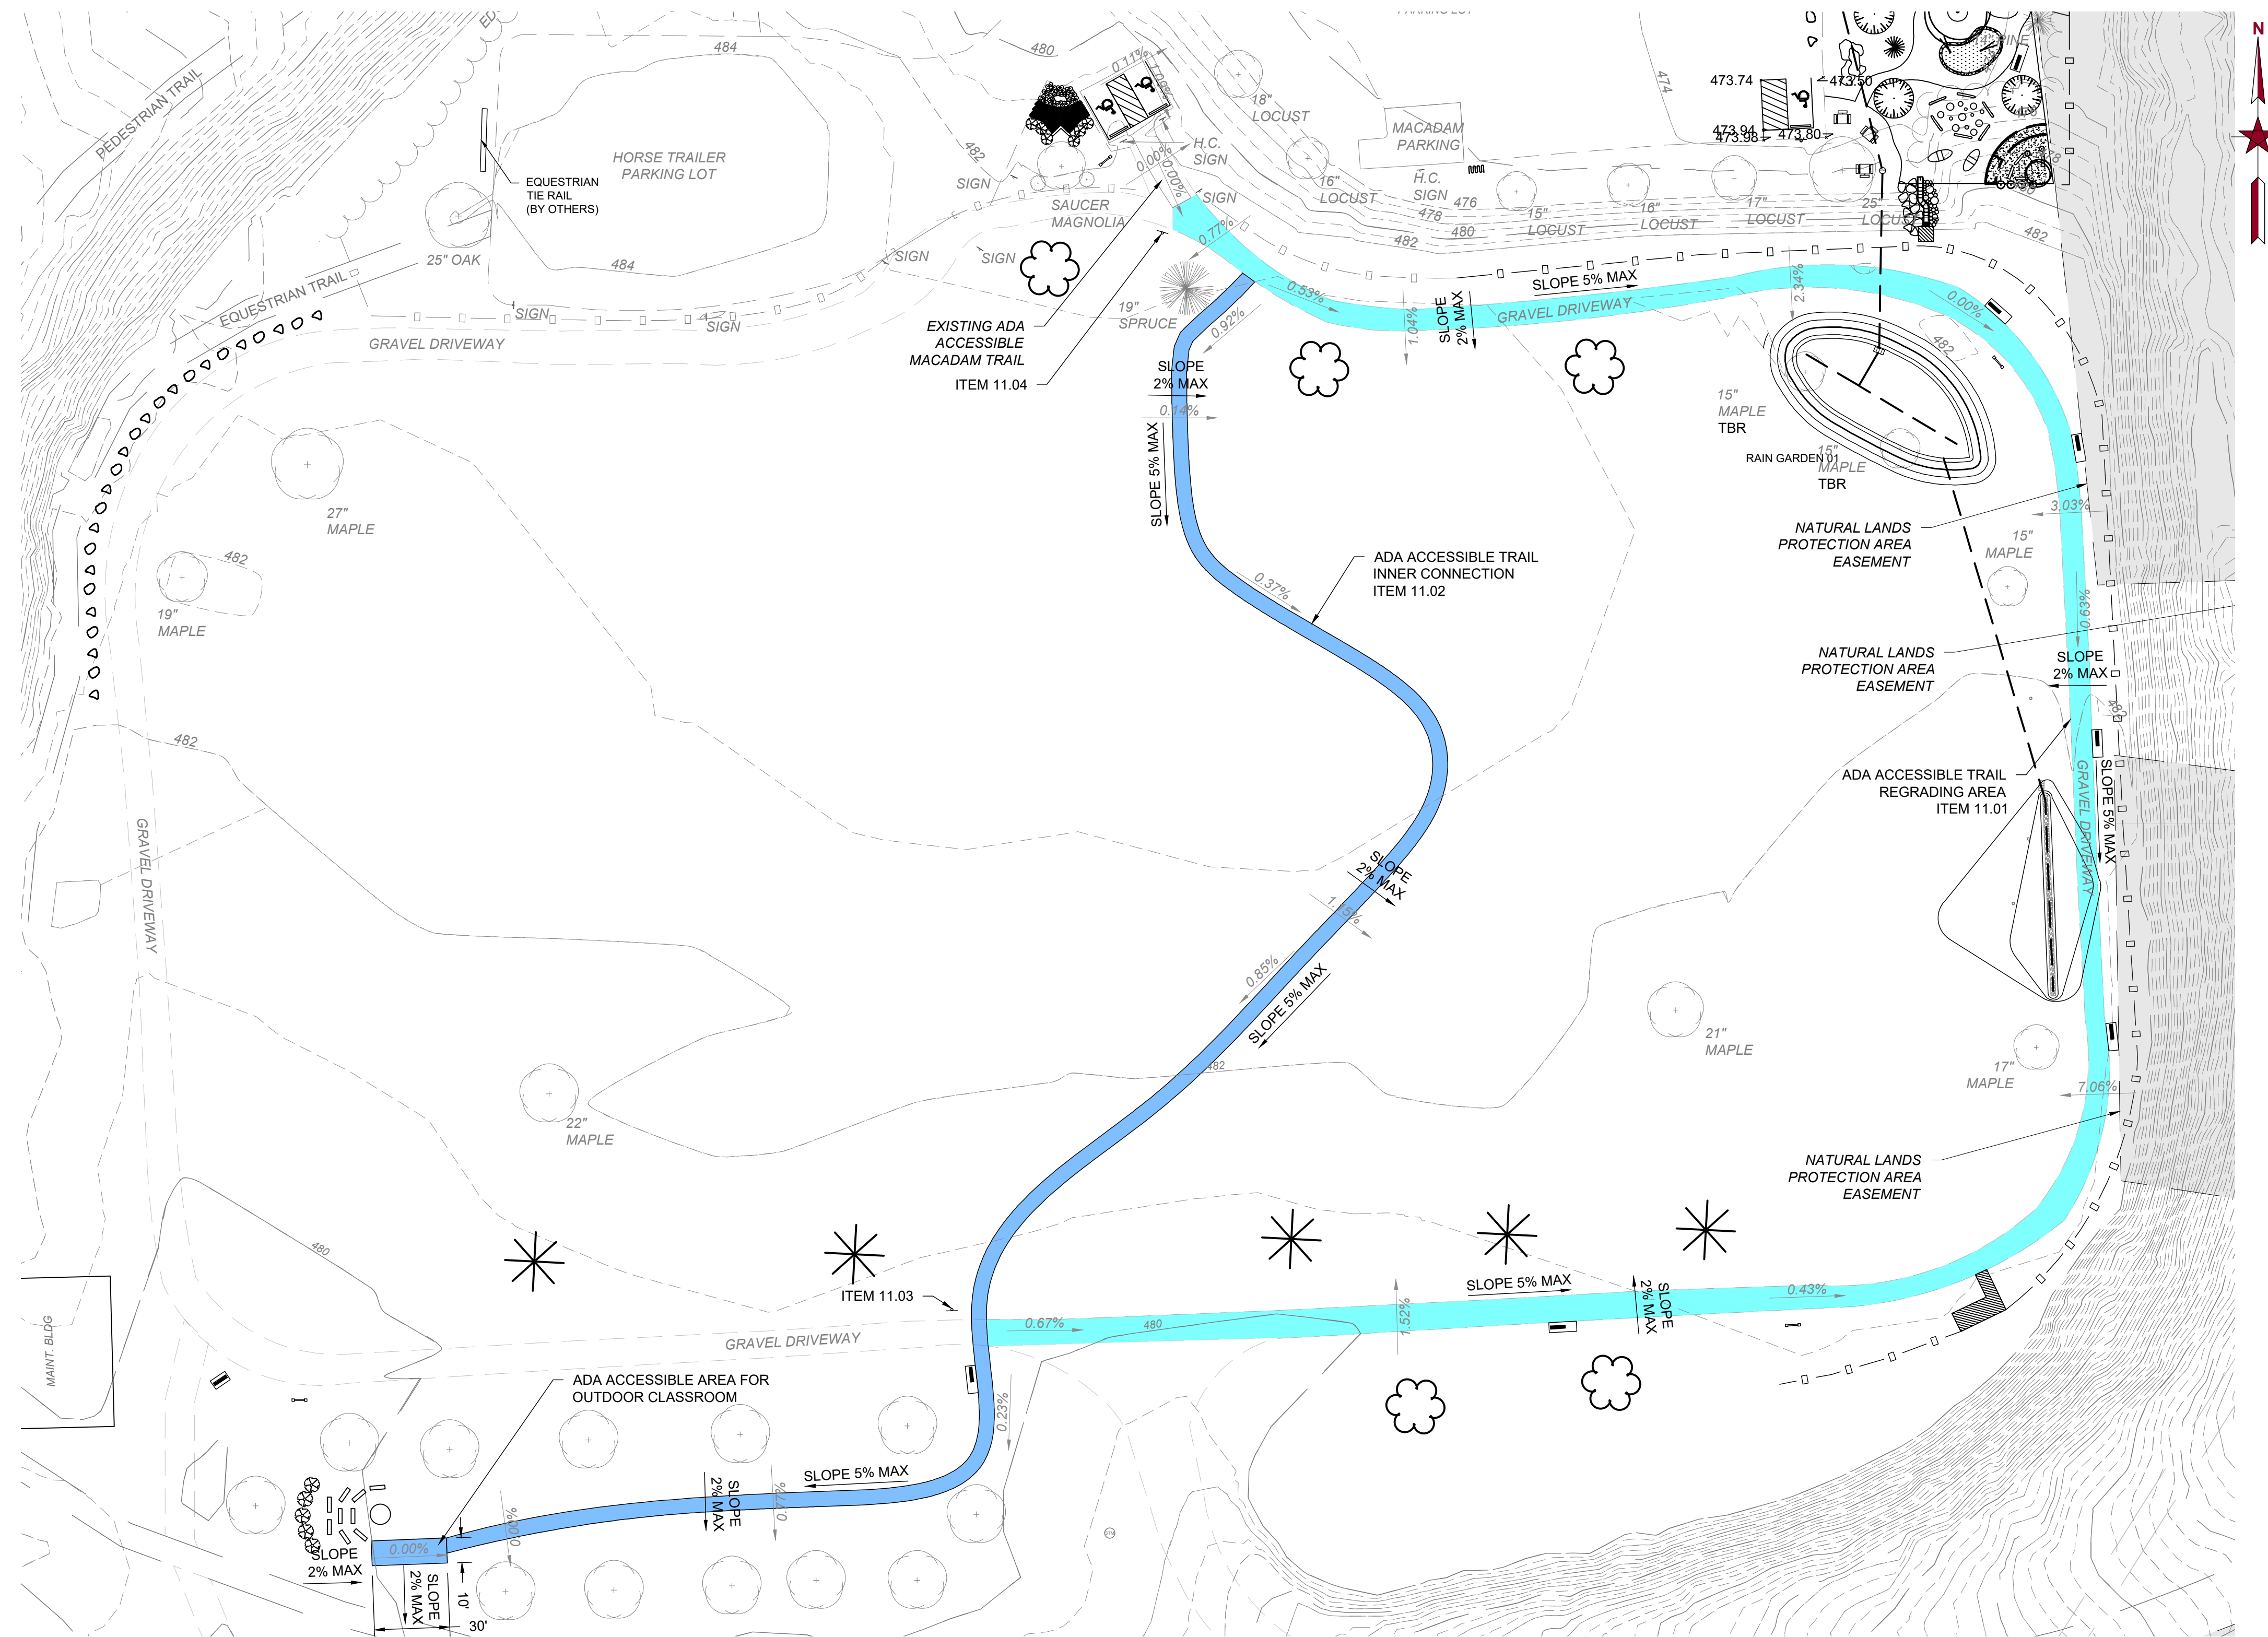 N
PEDESTRIAN TRAIL
484
480
0.11%
474
473.74
473.50
473.94
473.98
473.80
HORSE TRAILER
PARKING LOT
EQUESTRIAN
TIE RAIL
(BY OTHERS)
482
SIGN
SAUCER
MAGNOLIA
0.00%
0.00%
H.C.
SIGN
SIGN
18"
LOCUST
16"
LOCUST
MACADAM
PARKING
H.C.
SIGN
476
478
480
482
15"
LOCUST
16"
LOCUST
17"
LOCUST
25"
LOCUST
482
25" OAK
484
EQUESTRIAN TRAIL
SIGN
SIGN
SIGN
SIGN
GRAVEL DRIVEWAY
0.77%
19"
SPRUCE
EXISTING ADA
ACCESSIBLE
MACADAM TRAIL
ITEM 11.04
0.92%
0.53%
1.04%
SLOPE
2% MAX
SLOPE 5% MAX
GRAVEL DRIVEWAY
2.34%
0.00%
482
SLOPE
2% MAX
0.14%
SLOPE 5% MAX
15"
MAPLE
TBR
RAIN GARDEN 01
15"
MAPLE
TBR
27"
MAPLE
482
19"
MAPLE
NATURAL LANDS
PROTECTION AREA
EASEMENT
3.03%
15"
MAPLE
0.63%
ADA ACCESSIBLE TRAIL
INNER CONNECTION
ITEM 11.02
0.37%
NATURAL LANDS
PROTECTION AREA
EASEMENT
SLOPE
2% MAX
482
482
ADA ACCESSIBLE TRAIL
REGRADING AREA
ITEM 11.01
GRAVEL DRIVEWAY
SLOPE 5% MAX
GRAVEL DRIVEWAY
SLOPE
2% MAX
0.85%
SLOPE 5% MAX
482
21"
MAPLE
17"
MAPLE
7.06%
22"
MAPLE
NATURAL LANDS
PROTECTION AREA
EASEMENT
480
MAINT. BLDG
ITEM 11.03
GRAVEL DRIVEWAY
0.67%
480
1.52%
SLOPE 5% MAX
SLOPE
2% MAX
0.43%
ADA ACCESSIBLE AREA FOR
OUTDOOR CLASSROOM
0.23%
SLOPE 5% MAX
SLOPE
2% MAX
0.77%
0.00%
SLOPE
2% MAX
0.00%
SLOPE
2% MAX
10'
30'